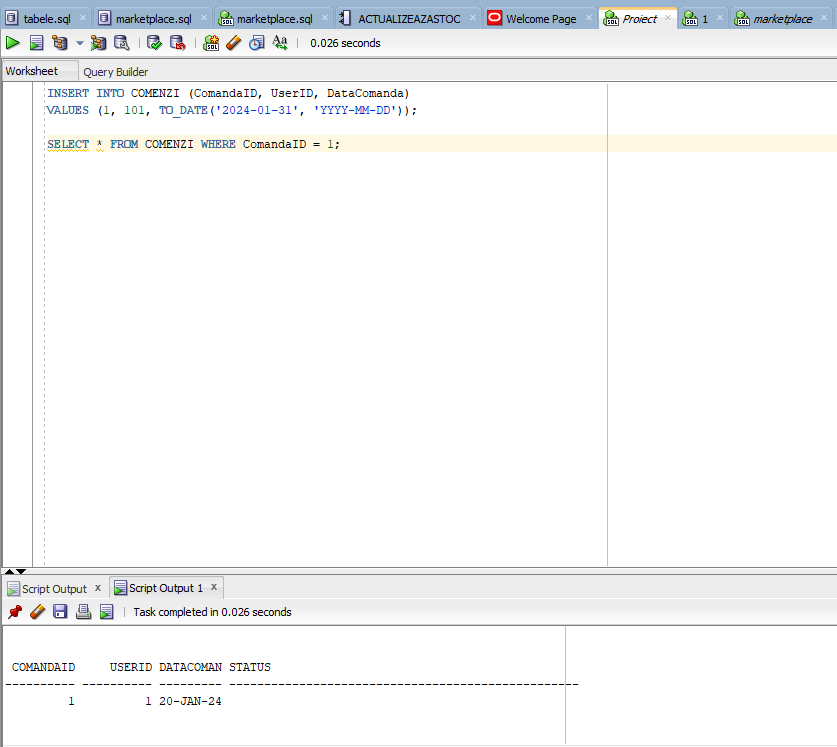 tabele.sql marketplace.sql marketplace.sql ACTUALIZEAZASTOC Welcome Page Proiect 1 marketplace
SQL Aa 0.026 seconds
Worksheet Query Builder
INSERT INTO COMENZI (ComandaID, UserID, DataComanda)
VALUES (1, 101, TO_DATE('2024-01-31', 'YYYY-MM-DD'));
SELECT * FROM COMENZI WHERE ComandaID = 1;
Script Output x Script Output 1 x
Task completed in 0.026 seconds
COMANDAID USERID DATACOMAN STATUS
---------- ---------- --------- --------------------------------------------------
1 1 20-JAN-24